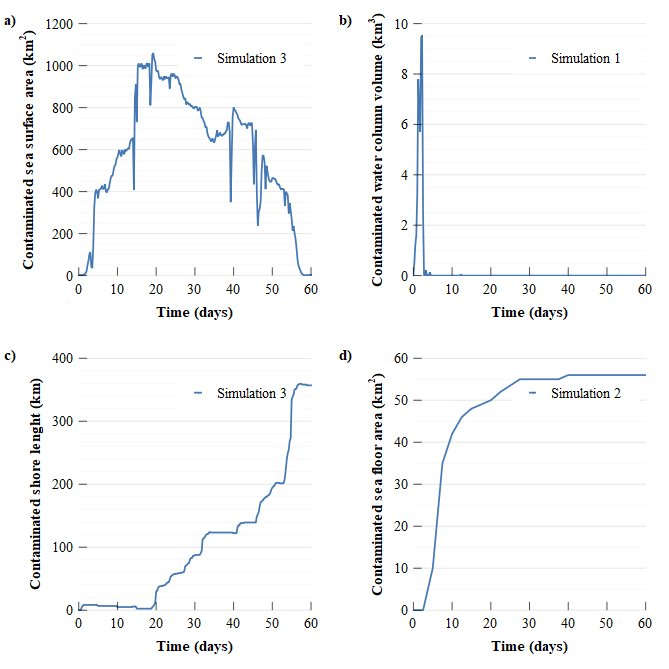 a)
Contaminated sea surface area (km²)
1200
1000
800
600
400
200
0
Simulation 3
0 10 20 30 40 50 60
Time (days)
b)
Contaminated water column volume (km³)
10
8
6
4
2
0
Simulation 1
0 10 20 30 40 50 60
Time (days)
c)
Contaminated shore lenght (km)
400
300
200
100
0
Simulation 3
0 10 20 30 40 50 60
Time (days)
d)
Contaminated sea floor area (km²)
60
50
40
30
20
10
0
Simulation 2
0 10 20 30 40 50 60
Time (days)